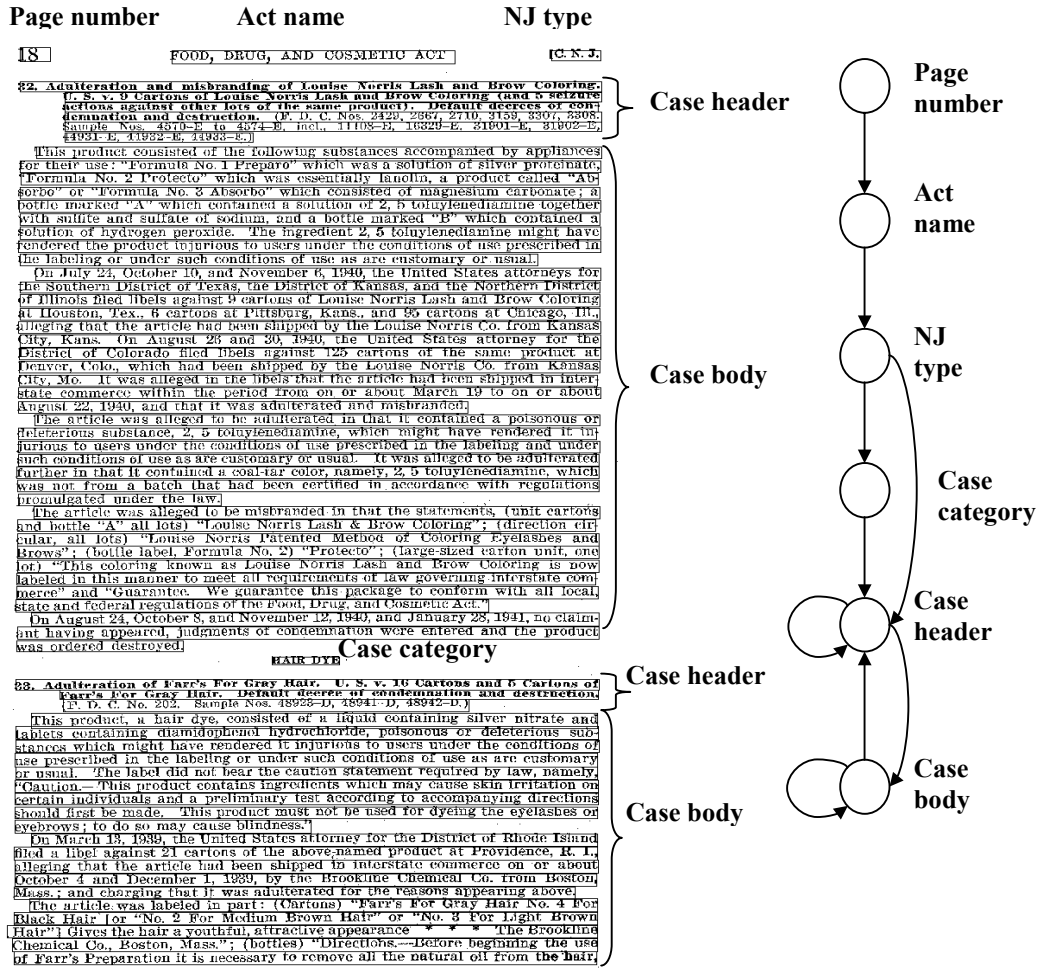 Page number Act name NJ type
18 FOOD, DRUG, AND COSMETIC ACT [C. N. J.
32. Adulteration and misbranding of Louise Norris Lash and Brow Coloring.
U. S. v. 9 Cartons of Louise Norris Lash and Brow Coloring (and 5 seizure
actions against other lots of the same product). Default decrees of con-
demnation and destruction. (F. D. C. Nos. 2429, 2667, 2710, 3159, 3307, 3308.
Sample Nos. 4570-E to 4574-E, incl., 11108-E, 16329-E, 31901-E, 31902-E,
44931-E, 41932-E, 44933-E.)
Case header
This product consisted of the following substances accompanied by appliances
for their use: "Formula No. 1 Preparo" which was a solution of silver proteinate,
"Formula No. 2 Protecto" which was essentially lanolin, a product called "Ab-
sorbo" or "Formula No. 3 Absorbo" which consisted of magnesium carbonate; a
bottle marked "A" which contained a solution of 2, 5 toluylenediamine together
with sulfite and sulfate of sodium, and a bottle marked "B" which contained a
solution of hydrogen peroxide. The ingredient 2, 5 toluylenediamine might have
rendered the product injurious to users under the conditions of use prescribed in
the labeling or under such conditions of use as are customary or usual.
On July 24, October 10, and November 6, 1940, the United States attorneys for
the Southern District of Texas, the District of Kansas, and the Northern District
of Illinois filed libels against 9 cartons of Louise Norris Lash and Brow Coloring
at Houston, Tex., 6 cartons at Pittsburg, Kans., and 95 cartons at Chicago, Ill.,
alleging that the article had been shipped by the Louise Norris Co. from Kansas
City, Kans. On August 26 and 30, 1940, the United States attorney for the
District of Colorado filed libels against 125 cartons of the same product at
Denver, Colo., which had been shipped by the Louise Norris Co. from Kansas
City, Mo. It was alleged in the libels that the article had been shipped in inter-
state commerce within the period from on or about March 19 to on or about
August 22, 1940, and that it was adulterated and misbranded.
The article was alleged to be adulterated in that it contained a poisonous or
deleterious substance, 2, 5 toluylenediamine, which might have rendered it in-
jurious to users under the conditions of use prescribed in the labeling and under
such conditions of use as are customary or usual. It was alleged to be adulterated
further in that it contained a coal-tar color, namely, 2, 5 toluylenediamine, which
was not from a batch that had been certified in accordance with regulations
promulgated under the law.
The article was alleged to be misbranded in that the statements, (unit cartons
and bottle "A" all lots) "Louise Norris Lash & Brow Coloring"; (direction cir-
cular, all lots) "Louise Norris Patented Method of Coloring Eyelashes and
Brows"; (bottle label, Formula No. 2) "Protecto"; (large-sized carton unit, one
lot) "This coloring known as Louise Norris Lash and Brow Coloring is now
labeled in this manner to meet all requirements of law governing interstate com-
merce" and "Guarantee. We guarantee this package to conform with all local,
state and federal regulations of the Food, Drug, and Cosmetic Act."
On August 24, October 8, and November 12, 1940, and January 28, 1941, no claim-
ant having appeared, judgments of condemnation were entered and the product
was ordered destroyed.
Case body
HAIR DYE Case category
33. Adulteration of Farr's For Gray Hair. U. S. v. 16 Cartons and 5 Cartons of
Farr's For Gray Hair. Default decree of condemnation and destruction.
(F. D. C. No. 202. Sample Nos. 48923-D, 48941-D, 48942-D.)
Case header
This product, a hair dye, consisted of a liquid containing silver nitrate and
tablets containing diamidophenol hydrochloride, poisonous or deleterious sub-
stances which might have rendered it injurious to users under the conditions of
use prescribed in the labeling or under such conditions of use as are customary
or usual. The label did not bear the caution statement required by law, namely,
"Caution.—This product contains ingredients which may cause skin irritation on
certain individuals and a preliminary test according to accompanying directions
should first be made. This product must not be used for dyeing the eyelashes or
eyebrows; to do so may cause blindness."
On March 13, 1939, the United States attorney for the District of Rhode Island
filed a libel against 21 cartons of the above-named product at Providence, R. I.,
alleging that the article had been shipped in interstate commerce on or about
October 4 and December 1, 1939, by the Brookline Chemical Co. from Boston,
Mass.; and charging that it was adulterated for the reasons appearing above.
The article was labeled in part: (Cartons) "Farr's For Gray Hair No. 4 For
Black Hair [or "No. 2 For Medium Brown Hair" or "No. 3 For Light Brown
Hair"] Gives the hair a youthful, attractive appearance * * * The Brookline
Chemical Co., Boston, Mass."; (bottles) "Directions.—Before beginning the use
of Farr's Preparation it is necessary to remove all the natural oil from the hair,
Case body
Page
number
Act
name
NJ
type
Case
category
Case
header
Case
body